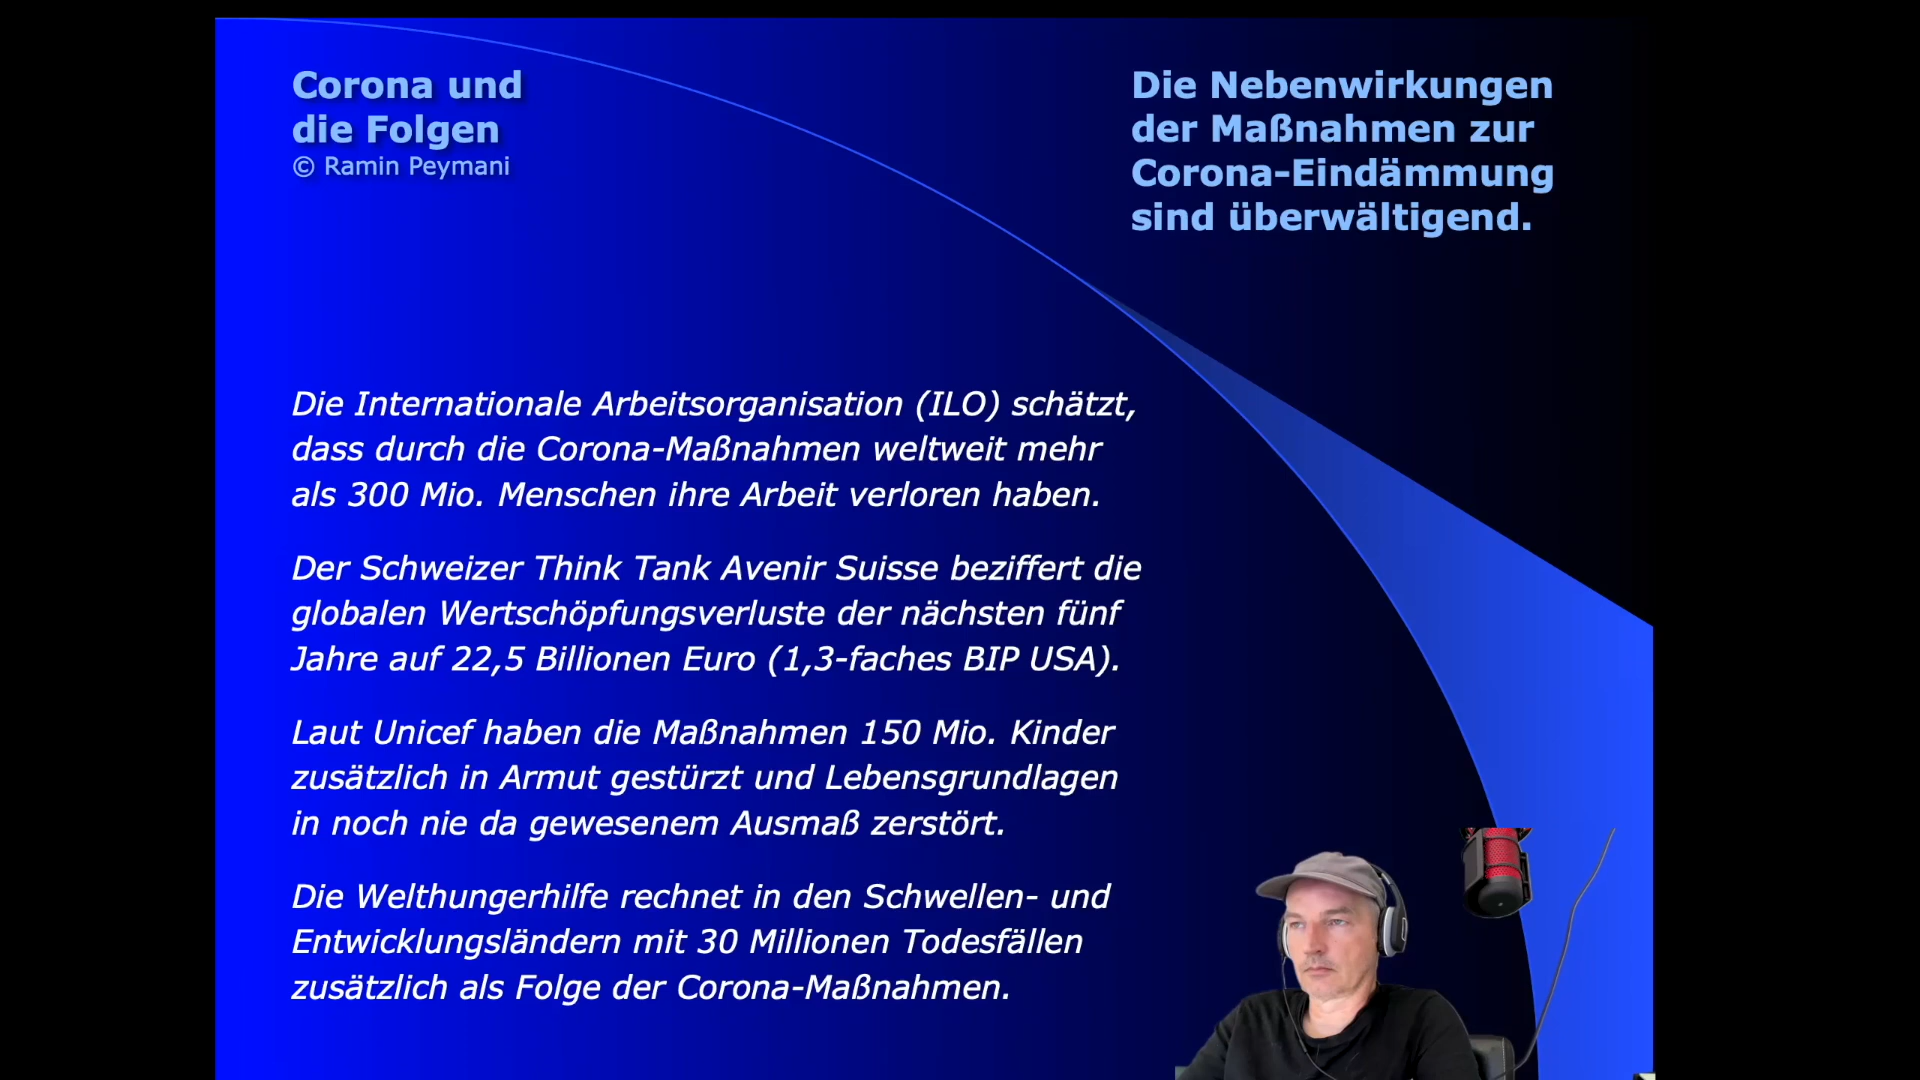 Corona und
die Folgen
© Ramin Peymani
Die Nebenwirkungen
der Maßnahmen zur
Corona-Eindämmung
sind überwältigend.
Die Internationale Arbeitsorganisation (ILO) schätzt,
dass durch die Corona-Maßnahmen weltweit mehr
als 300 Mio. Menschen ihre Arbeit verloren haben.
Der Schweizer Think Tank Avenir Suisse beziffert die
globalen Wertschöpfungsverluste der nächsten fünf
Jahre auf 22,5 Billionen Euro (1,3-faches BIP USA).
Laut Unicef haben die Maßnahmen 150 Mio. Kinder
zusätzlich in Armut gestürzt und Lebensgrundlagen
in noch nie da gewesenem Ausmaß zerstört.
Die Welthungerhilfe rechnet in den Schwellen- und
Entwicklungsländern mit 30 Millionen Todesfällen
zusätzlich als Folge der Corona-Maßnahmen.